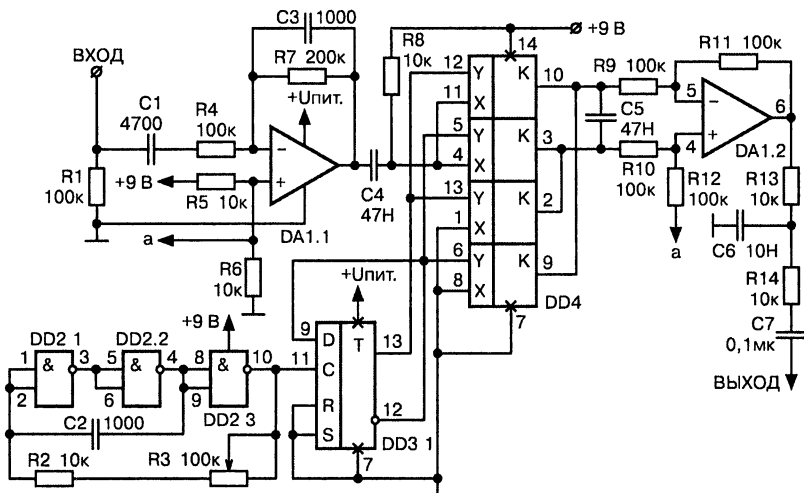 C3 1000
+9 В
ВХОД
R7 200к
R8
10к
14
R11 100к
12 Y K 10
R9
100к
C1
4700
R4
100к
+Uпит.
11 X
5 Y K 3
C5
47Н
5 −
6
+9 В
−
+
4 X
+
4
DA1.2
R1
100к
R5 10к
C4
47Н
13 Y K 2
R10
100к
R12
100к
R13
10к
а
DA1.1
1 X
6 Y K 9
а
C6 10Н
R6
10к
+Uпит.
8 X
DD4
R14
10к
+9 В
9 D T 13
7
C7
0,1мк
DD2 1 DD2.2
1 & 3 5 & 4 8 & 10 11 C
2 6 9
DD2 3
R
12
ВЫХОД
C2 1000
S
DD3 1
R2 10к R3 100к
7